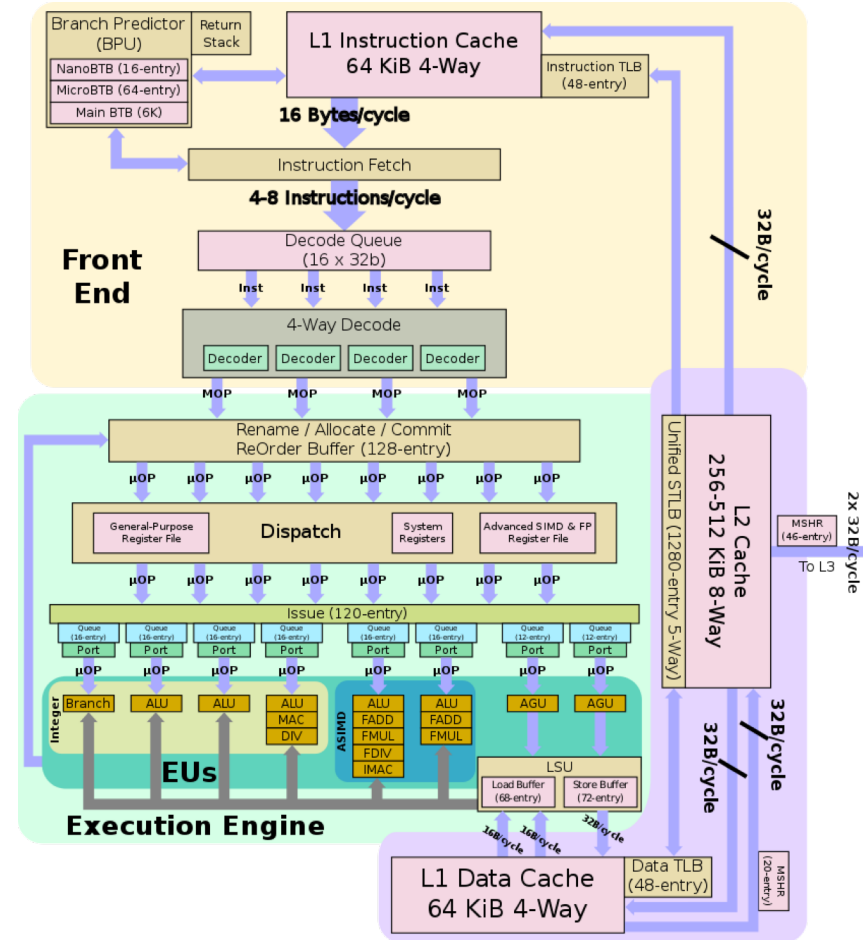 Branch Predictor
(BPU)
Return
Stack
NanoBTB (16-entry)
MicroBTB (64-entry)
Main BTB (6K)
L1 Instruction Cache
64 KiB 4-Way
Instruction TLB
(48-entry)
16 Bytes/cycle
Instruction Fetch
4-8 Instructions/cycle
Decode Queue
(16 x 32b)
32B/cycle
Front
End
Inst
Inst
Inst
Inst
4-Way Decode
Decoder
Decoder
Decoder
Decoder
MOP
MOP
MOP
MOP
Rename / Allocate / Commit
ReOrder Buffer (128-entry)
µOP
µOP
µOP
µOP
µOP
µOP
µOP
µOP
General-Purpose
Register File
Dispatch
System
Registers
Advanced SIMD & FP
Register File
µOP
µOP
µOP
µOP
µOP
µOP
µOP
µOP
Issue (120-entry)
Queue
(16-entry)
Queue
(16-entry)
Queue
(16-entry)
Queue
(16-entry)
Queue
(16-entry)
Queue
(16-entry)
Queue
(12-entry)
Queue
(12-entry)
Port
Port
Port
Port
Port
Port
Port
Port
µOP
µOP
µOP
µOP
µOP
µOP
µOP
µOP
Integer
Branch
ALU
ALU
ALU
MAC
DIV
ASIMD
ALU
FADD
FMUL
FDIV
IMAC
ALU
FADD
FMUL
AGU
AGU
EUs
LSU
Load Buffer
(68-entry)
Store Buffer
(72-entry)
Execution Engine
16B/cycle
16B/cycle
32B/cycle
L1 Data Cache
64 KiB 4-Way
Data TLB
(48-entry)
MSHR
(20-entry)
32B/cycle
32B/cycle
Unified STLB (1280-entry 5-Way)
L2 Cache
256-512 KiB 8-Way
MSHR
(46-entry)
To L3
2x 32B/cycle